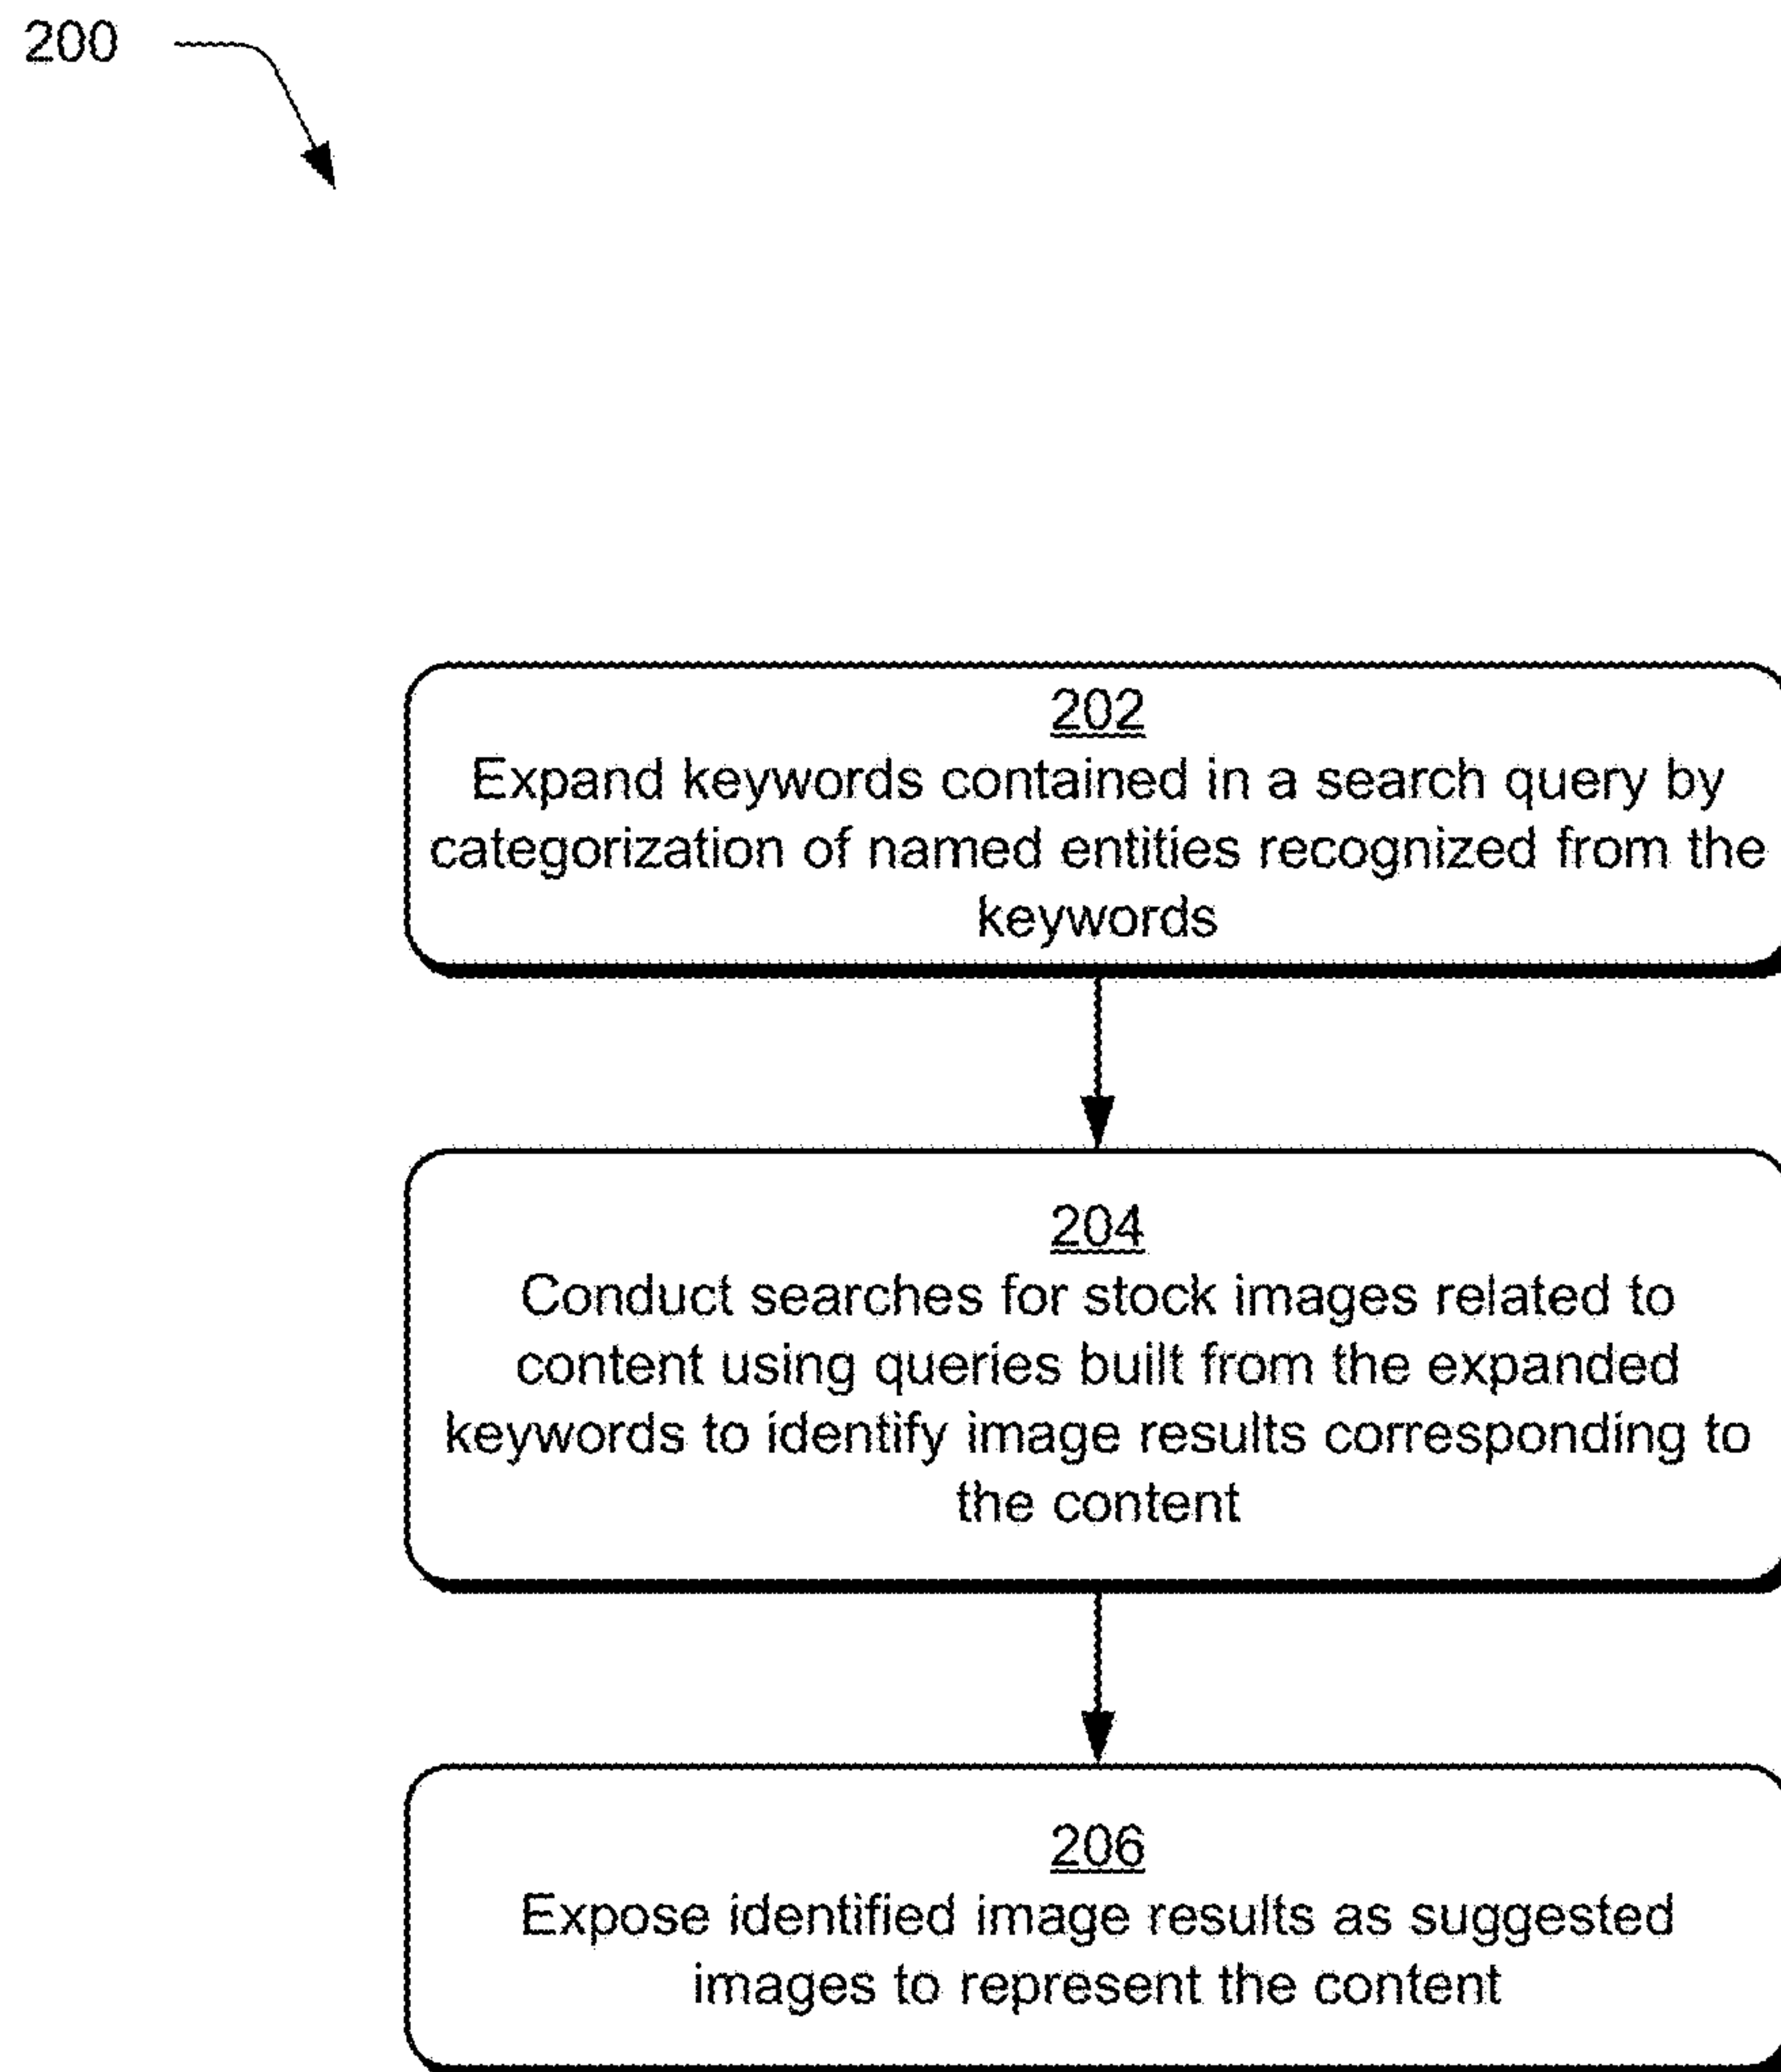 200
202
Expand keywords contained in a search query by
categorization of named entities recognized from the
keywords
204
Conduct searches for stock images related to
content using queries built from the expanded
keywords to identify image results corresponding to
the content
206
Expose identified image results as suggested
images to represent the content